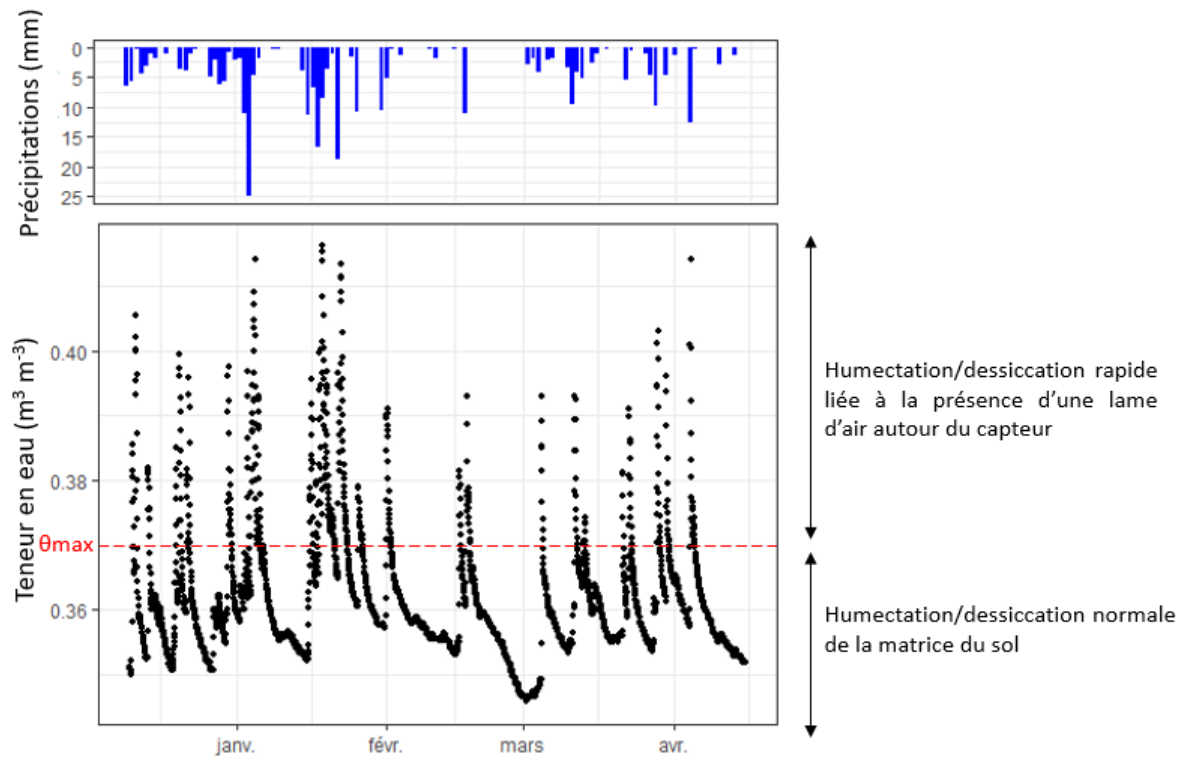 Précipitations (mm)
0
5
10
15
20
25
Teneur en eau (m³ m⁻³)
0.40
0.38
θmax
0.36
janv.
févr.
mars
avr.
Humectation/dessiccation rapide
liée à la présence d'une lame
d'air autour du capteur
Humectation/dessiccation normale
de la matrice du sol